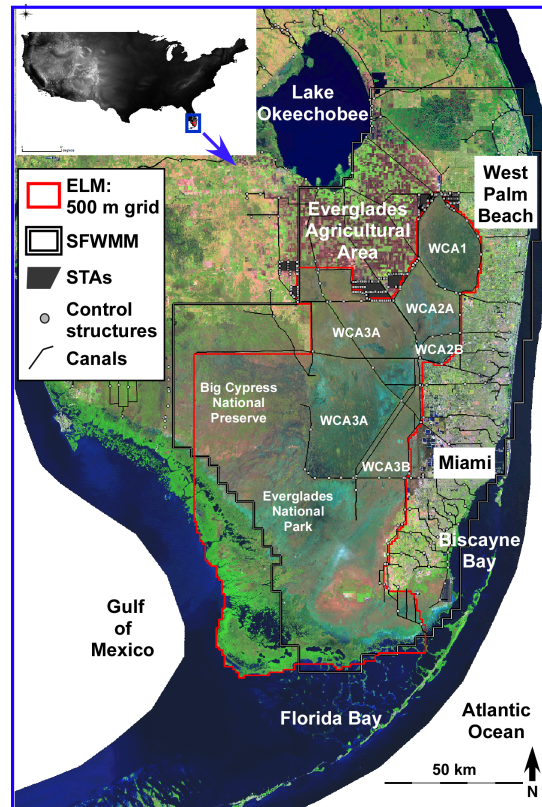 Lake
Okeechobee
ELM:
500 m grid
SFWMM
STAs
Control
structures
Canals
West
Palm
Beach
Everglades
Agricultural
Area
WCA1
WCA2A
WCA3A
WCA2B
Big Cypress
National
Preserve
WCA3A
WCA3B
Miami
Everglades
National
Park
Biscayne
Bay
Gulf
of
Mexico
Florida Bay
Atlantic
Ocean
50 km
N